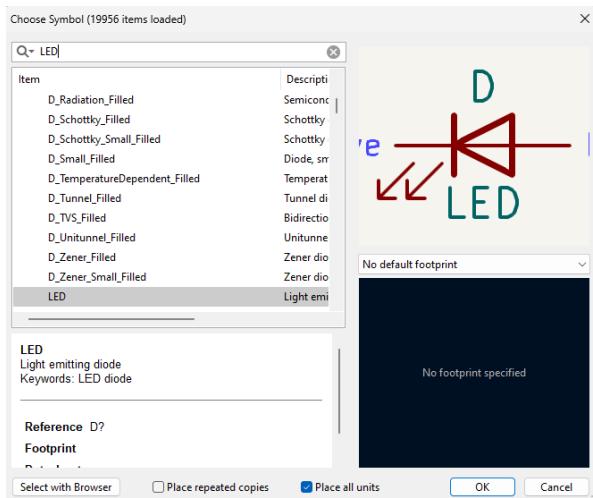 Choose Symbol (19956 items loaded)
LED
Item Descripti
D_Radiation_Filled Semicond
D_Schottky_Filled Schottky
D_Schottky_Small_Filled Schottky
D_Small_Filled Diode, sm
D_TemperatureDependent_Filled Temperat
D_Tunnel_Filled Tunnel di
D_TVS_Filled Bidirectio
D_Unitunnel_Filled Unitunne
D_Zener_Filled Zener dio
D_Zener_Small_Filled Zener dio
LED Light emi
LED
Light emitting diode
Keywords: LED diode
Reference D?
Footprint
D
LED
No default footprint
No footprint specified
Select with Browser
Place repeated copies
Place all units
OK
Cancel